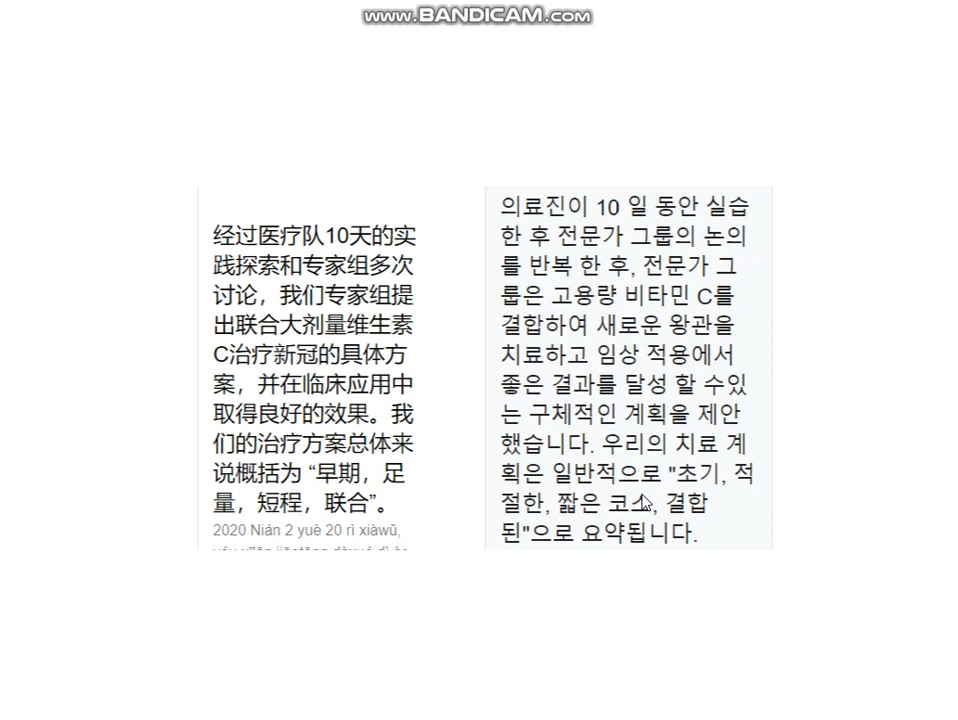 www.BANDICAM.com
经过医疗队10天的实
践探索和专家组多次
讨论，我们专家组提
出联合大剂量维生素
C治疗新冠的具体方
案，并在临床应用中
取得良好的效果。我
们的治疗方案总体来
说概括为 “早期，足
量，短程，联合”。
2020 Nián 2 yuè 20 rì xiàwǔ,
의료진이 10 일 동안 실습
한 후 전문가 그룹의 논의
를 반복 한 후, 전문가 그
룹은 고용량 비타민 C를
결합하여 새로운 왕관을
치료하고 임상 적용에서
좋은 결과를 달성 할 수있
는 구체적인 계획을 제안
했습니다. 우리의 치료 계
획은 일반적으로 "초기, 적
절한, 짧은 코스, 결합
된"으로 요약됩니다.